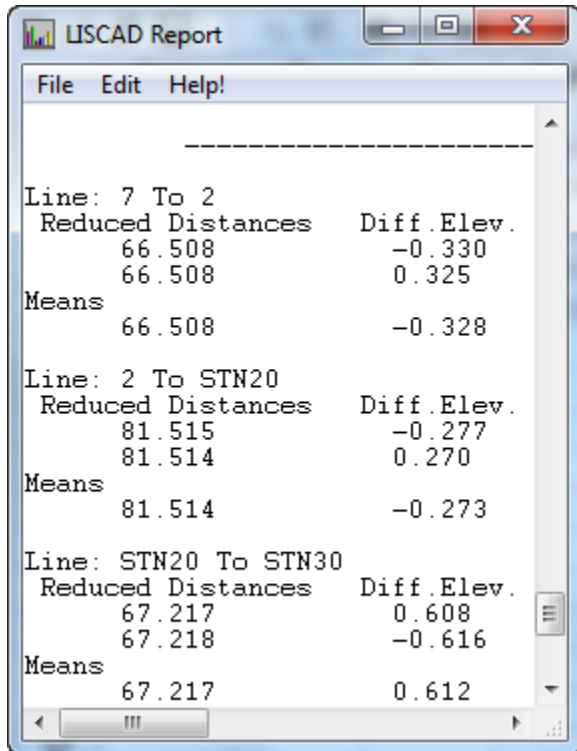 LISCAD Report
File Edit Help!
-----------------------
Line: 7 To 2
Reduced Distances Diff.Elev.
66.508 -0.330
66.508 0.325
Means
66.508 -0.328
Line: 2 To STN20
Reduced Distances Diff.Elev.
81.515 -0.277
81.514 0.270
Means
81.514 -0.273
Line: STN20 To STN30
Reduced Distances Diff.Elev.
67.217 0.608
67.218 -0.616
Means
67.217 0.612